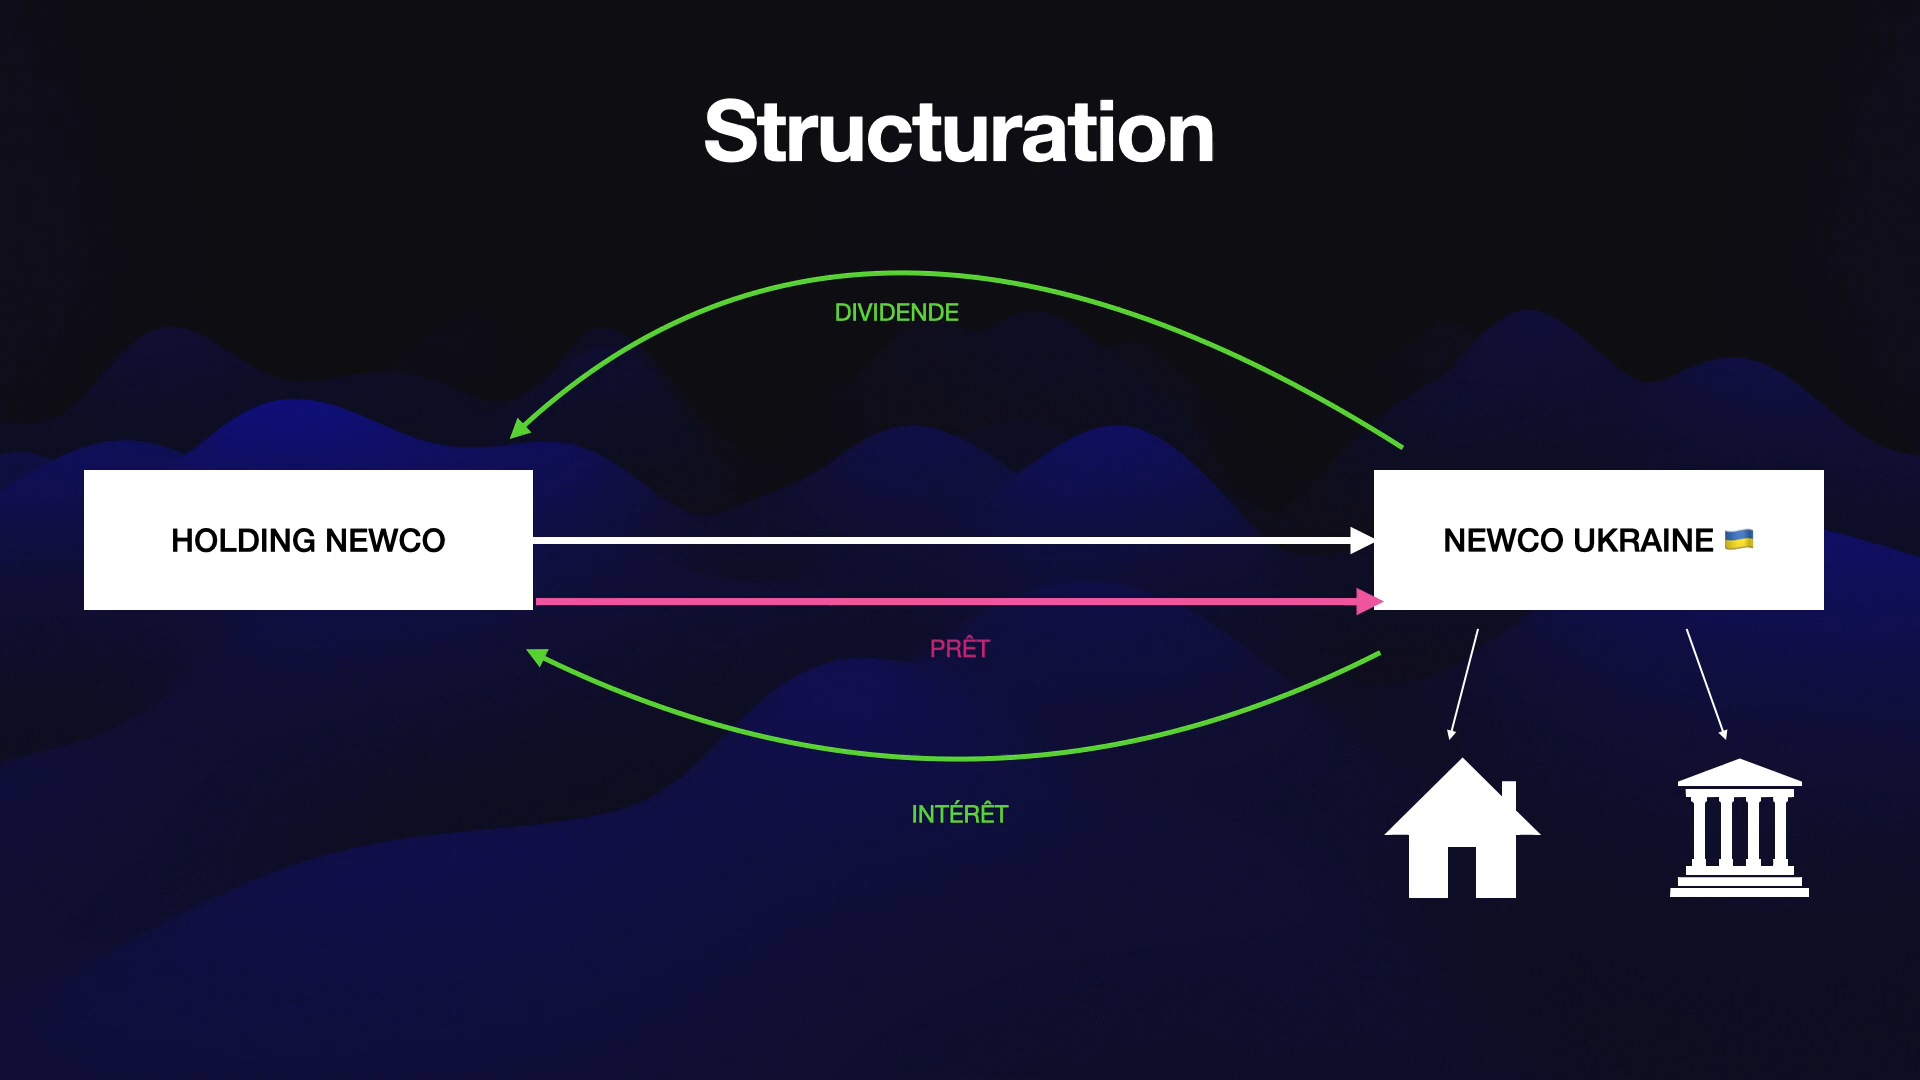 Structuration
DIVIDENDE
HOLDING NEWCO
NEWCO UKRAINE 🇺🇦
PRÊT
INTÉRÊT